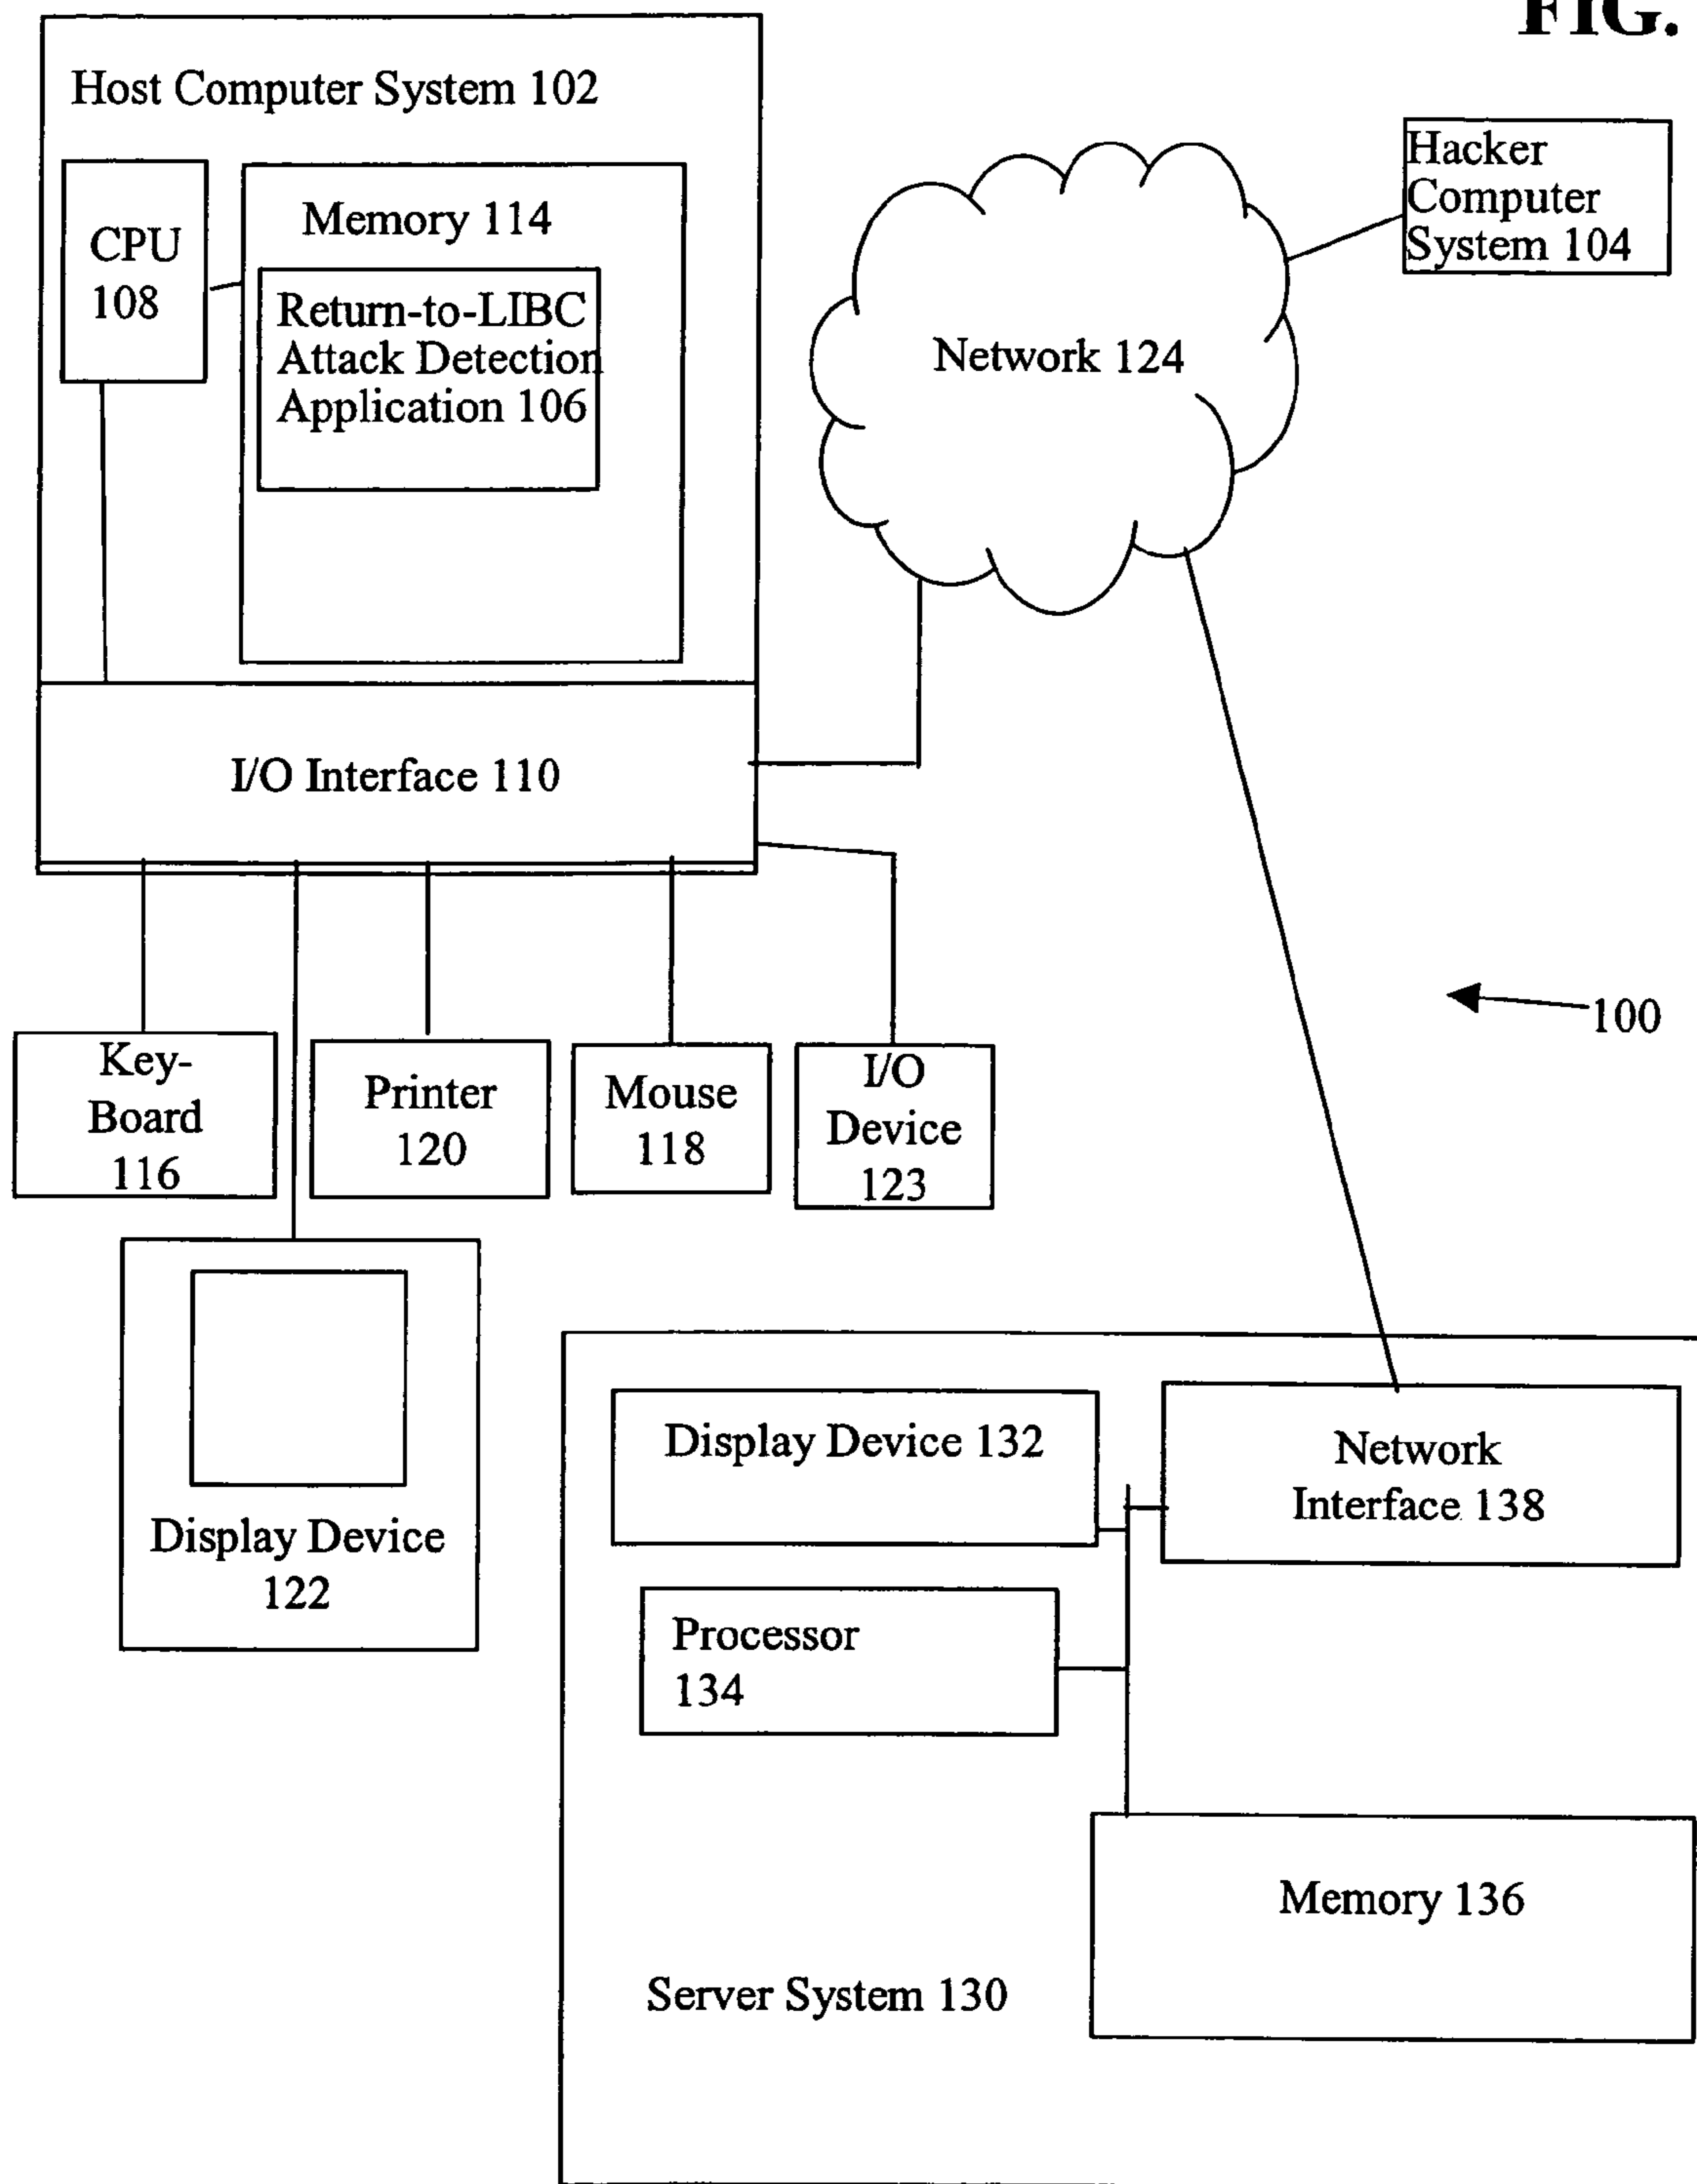 FIG.
Host Computer System 102
CPU
108
Memory 114
Return-to-LIBC
Attack Detection
Application 106
Network 124
Hacker
Computer
System 104
I/O Interface 110
100
Key-
Board
116
Printer
120
Mouse
118
I/O
Device
123
Display Device
122
Display Device 132
Network
Interface 138
Processor
134
Memory 136
Server System 130